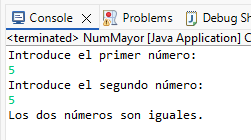 Console Problems Debug Sh
<terminated> NumMayor [Java Application] C
Introduce el primer número:
5
Introduce el segundo número:
5
Los dos números son iguales.